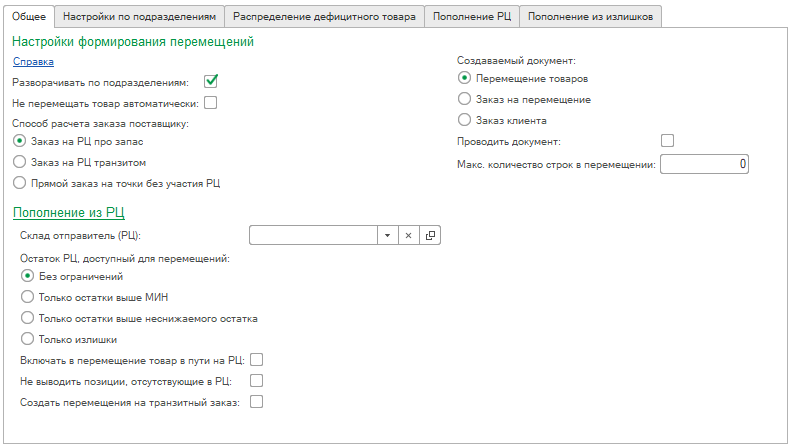 Общее
Настройки по подразделениям
Распределение дефицитного товара
Пополнение РЦ
Пополнение из излишков
Настройки формирования перемещений
Справка
Разворачивать по подразделениям:
Не перемещать товар автоматически:
Способ расчета заказа поставщику:
Заказ на РЦ про запас
Заказ на РЦ транзитом
Прямой заказ на точки без участия РЦ
Создаваемый документ:
Перемещение товаров
Заказ на перемещение
Заказ клиента
Проводить документ:
Макс. количество строк в перемещении: 0
Пополнение из РЦ
Склад отправитель (РЦ):
Остаток РЦ, доступный для перемещений:
Без ограничений
Только остатки выше МИН
Только остатки выше неснижаемого остатка
Только излишки
Включать в перемещение товар в пути на РЦ:
Не выводить позиции, отсутствующие в РЦ:
Создать перемещения на транзитный заказ: